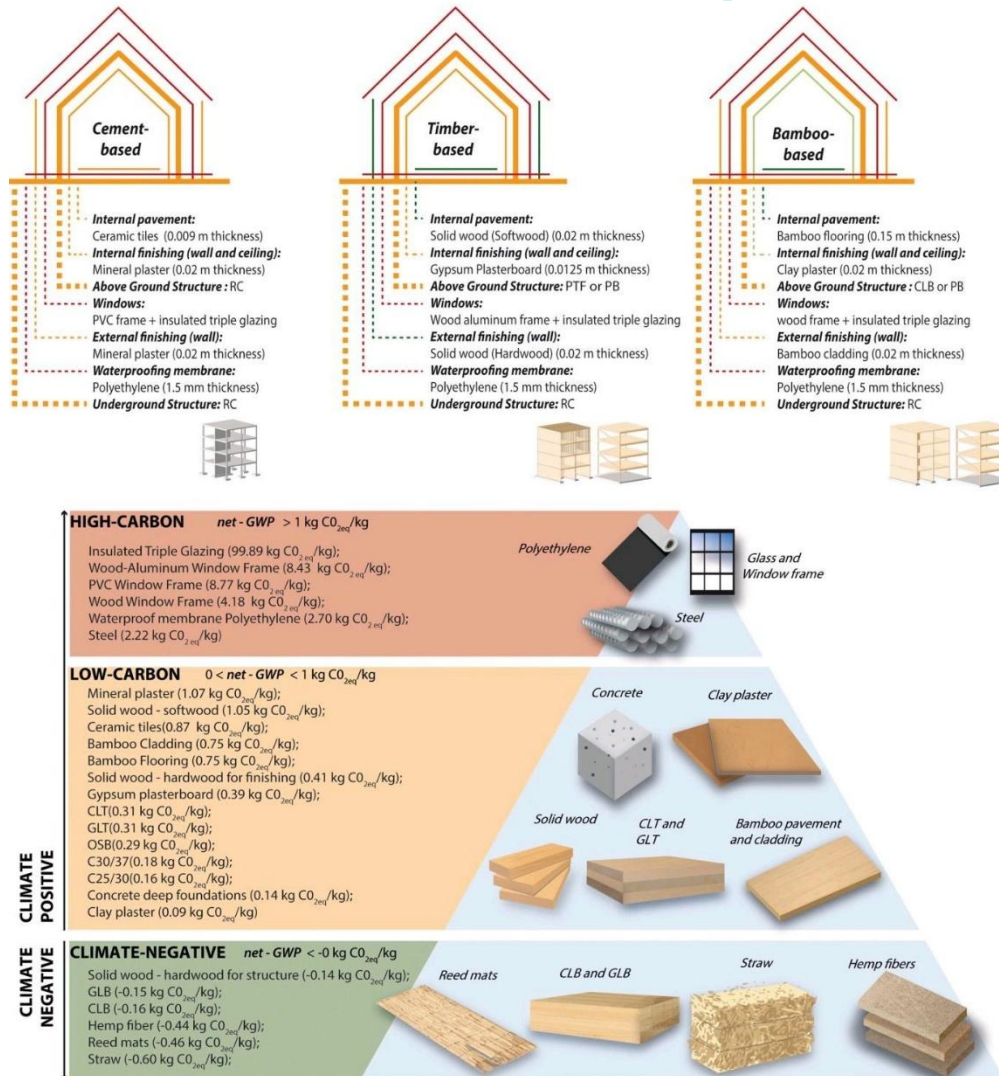 Cement-
based
Internal pavement:
Ceramic tiles (0.009 m thickness)
Internal finishing (wall and ceiling):
Mineral plaster (0.02 m thickness)
Above Ground Structure : RC
Windows:
PVC frame + insulated triple glazing
External finishing (wall):
Mineral plaster (0.02 m thickness)
Waterproofing membrane:
Polyethylene (1.5 mm thickness)
Underground Structure: RC
Timber-
based
Internal pavement:
Solid wood (Softwood) (0.02 m thickness)
Internal finishing (wall and ceiling):
Gypsum Plasterboard (0.0125 m thickness)
Above Ground Structure: PTF or PB
Windows:
Wood aluminum frame + insulated triple glazing
External finishing (wall):
Solid wood (Hardwood) (0.02 m thickness)
Waterproofing membrane:
Polyethylene (1.5 mm thickness)
Underground Structure: RC
Bamboo-
based
Internal pavement:
Bamboo flooring (0.15 m thickness)
Internal finishing (wall and ceiling):
Clay plaster (0.02 m thickness)
Above Ground Structure: CLB or PB
Windows:
wood frame + insulated triple glazing
External finishing (wall):
Bamboo cladding (0.02 m thickness)
Waterproofing membrane:
Polyethylene (1.5 mm thickness)
Underground Structure: RC
HIGH-CARBON net - GWP > 1 kg C02eq/kg
Insulated Triple Glazing (99.89 kg C02 eq/kg);
Wood-Aluminum Window Frame (8.43 kg C02 eq/kg);
PVC Window Frame (8.77 kg C02 eq/kg);
Wood Window Frame (4.18 kg C02 eq/kg);
Waterproof membrane Polyethylene (2.70 kg C02 eq/kg);
Steel (2.22 kg C02 eq/kg)
Polyethylene
Glass and
Window frame
Steel
LOW-CARBON 0 < net - GWP < 1 kg C02eq/kg
Mineral plaster (1.07 kg C02eq/kg);
Solid wood - softwood (1.05 kg C02eq/kg);
Ceramic tiles(0.87 kg C02eq/kg);
Bamboo Cladding (0.75 kg C02eq/kg);
Bamboo Flooring (0.75 kg C02eq/kg);
Solid wood - hardwood for finishing (0.41 kg C02eq/kg);
Gypsum plasterboard (0.39 kg C02eq/kg);
CLT(0.31 kg C02eq/kg);
GLT(0.31 kg C02eq/kg);
OSB(0.29 kg C02eq/kg);
C30/37(0.18 kg C02eq/kg);
C25/30(0.16 kg C02eq/kg);
Concrete deep foundations (0.14 kg C02eq/kg);
Clay plaster (0.09 kg C02eq/kg)
Concrete
Clay plaster
Solid wood
CLT and
GLT
Bamboo pavement
and cladding
CLIMATE
POSITIVE
CLIMATE-NEGATIVE net - GWP < -0 kg C02eq/kg
Solid wood - hardwood for structure (-0.14 kg C02eq/kg);
GLB (-0.15 kg C02eq/kg);
CLB (-0.16 kg C02eq/kg);
Hemp fiber (-0.44 kg C02eq/kg);
Reed mats (-0.46 kg C02eq/kg);
Straw (-0.60 kg C02eq/kg);
Reed mats
CLB and GLB
Straw
Hemp fibers
CLIMATE
NEGATIVE